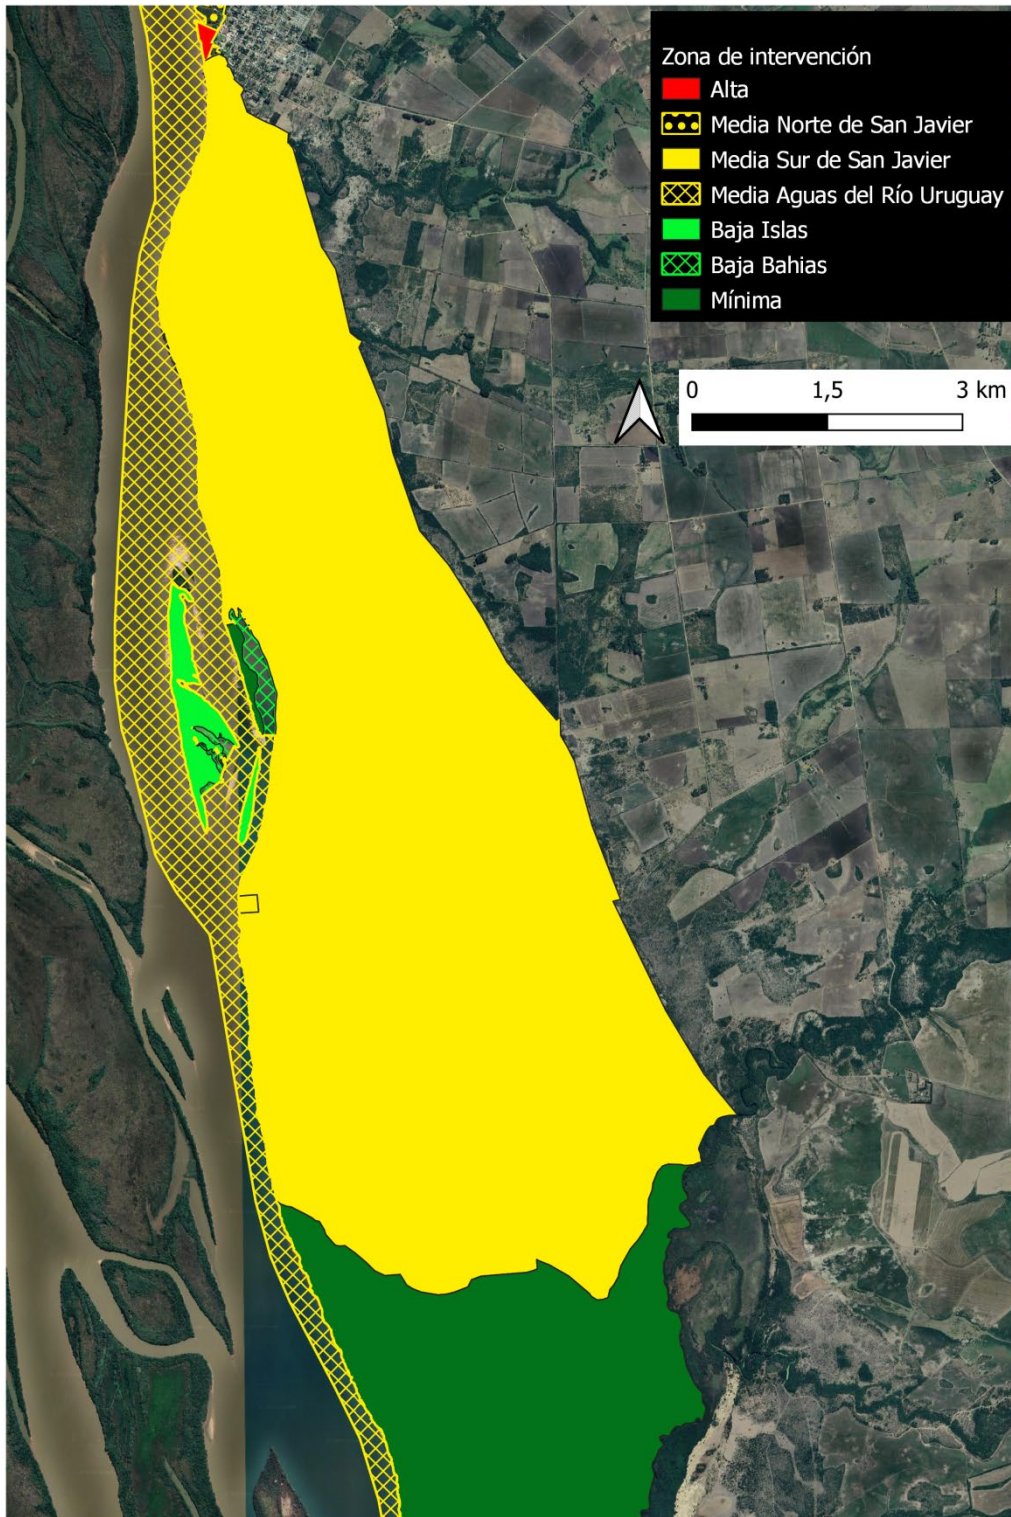 Zona de intervención
Alta
Media Norte de San Javier
Media Sur de San Javier
Media Aguas del Río Uruguay
Baja Islas
Baja Bahias
Mínima
0 1,5 3 km